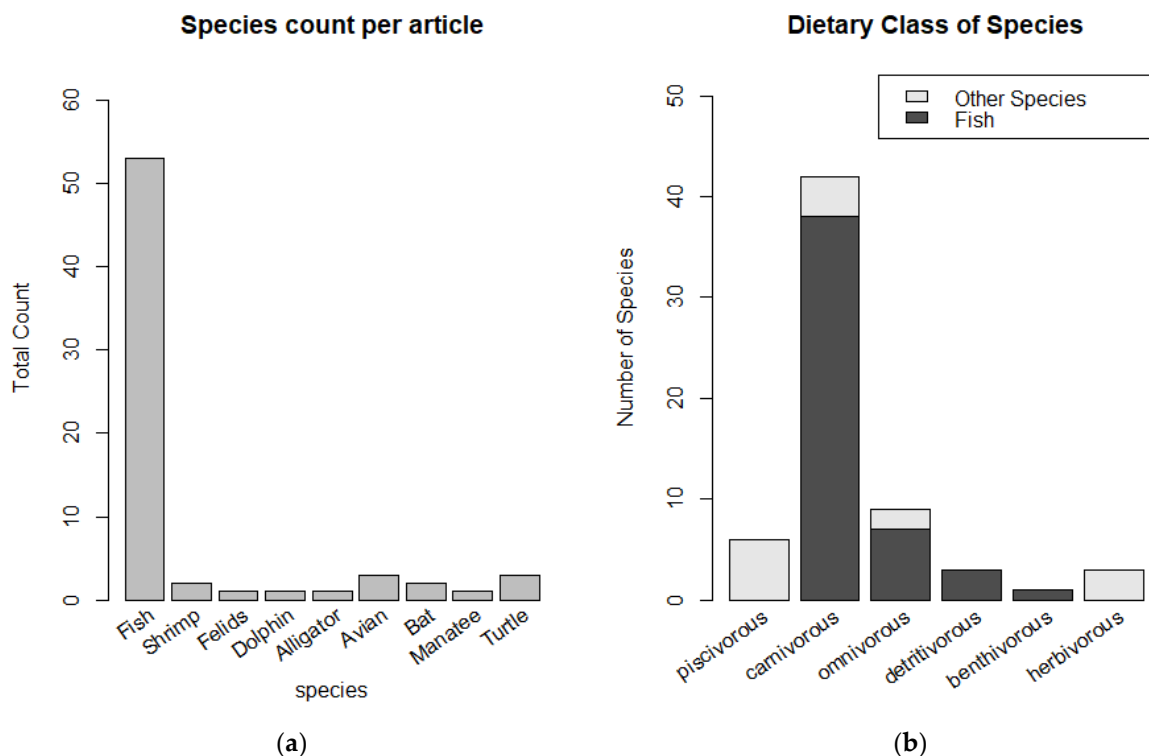 Species count per article
Total Count
60
50
40
30
20
10
0
Fish
Shrimp
Felids
Dolphin
Alligator
Avian
Bat
Manatee
Turtle
species
(a)
Dietary Class of Species
Other Species
Fish
Number of Species
50
40
30
20
10
0
piscivorous
carnivorous
omnivorous
detritivorous
benthivorous
herbivorous
(b)